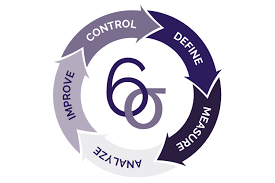 CONTROL
DEFINE
MEASURE
ANALYZE
IMPROVE
6σ